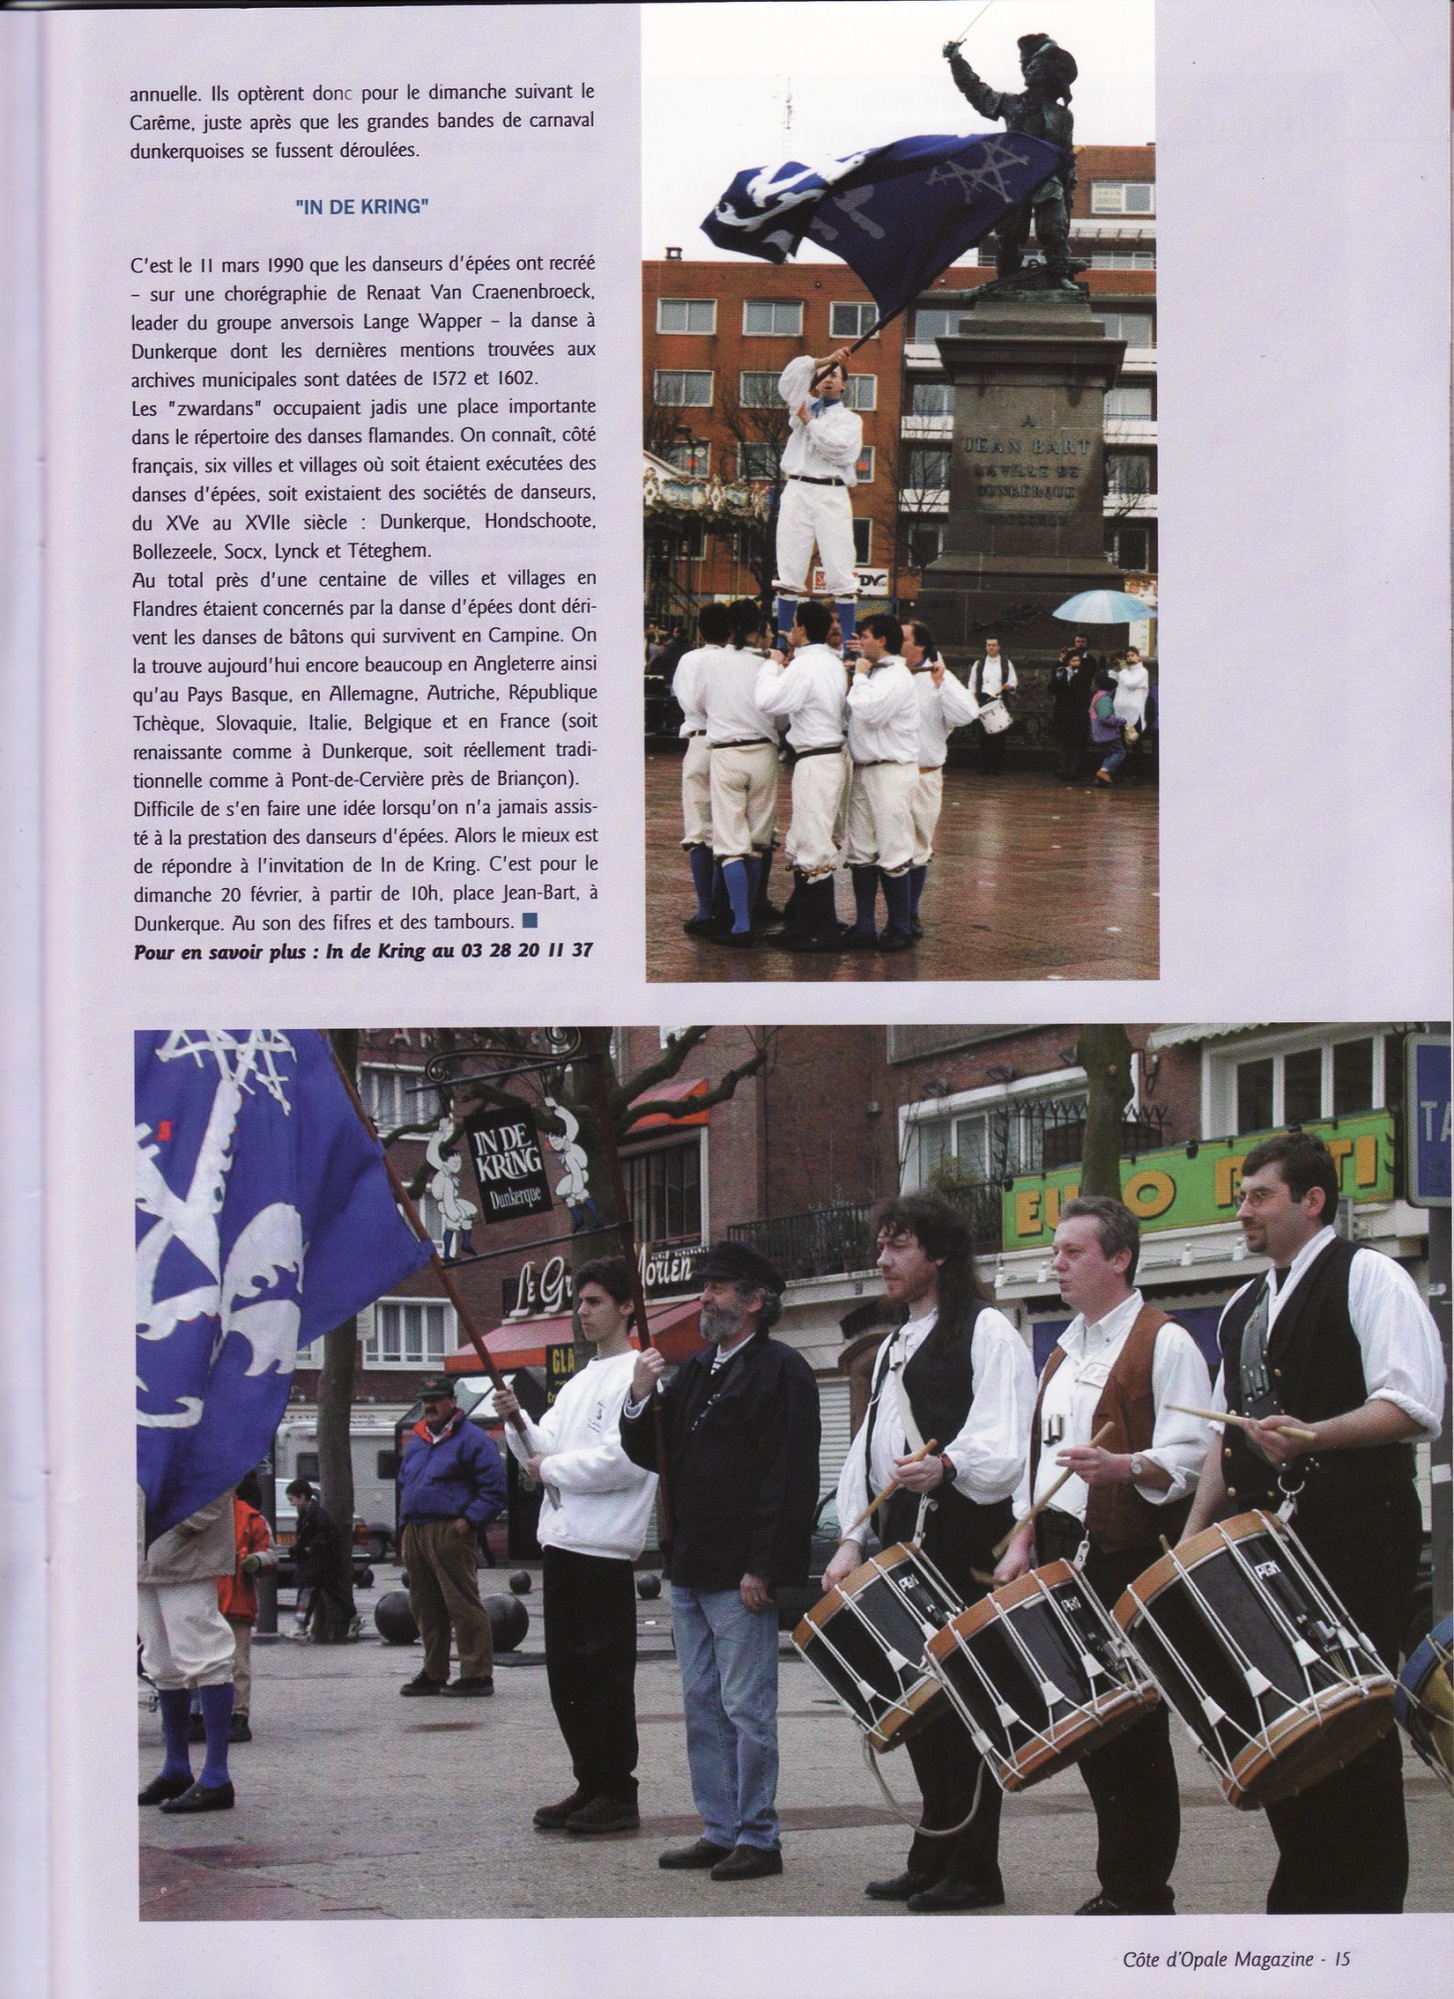 annuelle. Ils optèrent donc pour le dimanche suivant le
Carême, juste après que les grandes bandes de carnaval
dunkerquoises se fussent déroulées.
"IN DE KRING"
C'est le 11 mars 1990 que les danseurs d'épées ont recréé
– sur une chorégraphie de Renaat Van Craenenbroeck,
leader du groupe anversois Lange Wapper – la danse à
Dunkerque dont les dernières mentions trouvées aux
archives municipales sont datées de 1572 et 1602.
Les "zwardans" occupaient jadis une place importante
dans le répertoire des danses flamandes. On connaît, côté
français, six villes et villages où soit étaient exécutées des
danses d'épées, soit existaient des sociétés de danseurs,
du XVe au XVIIe siècle : Dunkerque, Hondschoote,
Bollezeele, Socx, Lynck et Téteghem.
Au total près d'une centaine de villes et villages en
Flandres étaient concernés par la danse d'épées dont déri-
vent les danses de bâtons qui survivent en Campine. On
la trouve aujourd'hui encore beaucoup en Angleterre ainsi
qu'au Pays Basque, en Allemagne, Autriche, République
Tchèque, Slovaquie, Italie, Belgique et en France (soit
renaissante comme à Dunkerque, soit réellement tradi-
tionnelle comme à Pont-de-Cervière près de Briançon).
Difficile de s'en faire une idée lorsqu'on n'a jamais assis-
té à la prestation des danseurs d'épées. Alors le mieux est
de répondre à l'invitation de In de Kring. C'est pour le
dimanche 20 février, à partir de 10h, place Jean-Bart, à
Dunkerque. Au son des fifres et des tambours.
Pour en savoir plus : In de Kring au 03 28 20 11 37
A
JEAN BART
LA VILLE DE
DUNKERQUE
IN DE
KRING
Dunkerque
LE
GLA
EURO
PGM
PGM
PGM
TA
Côte d'Opale Magazine - 15